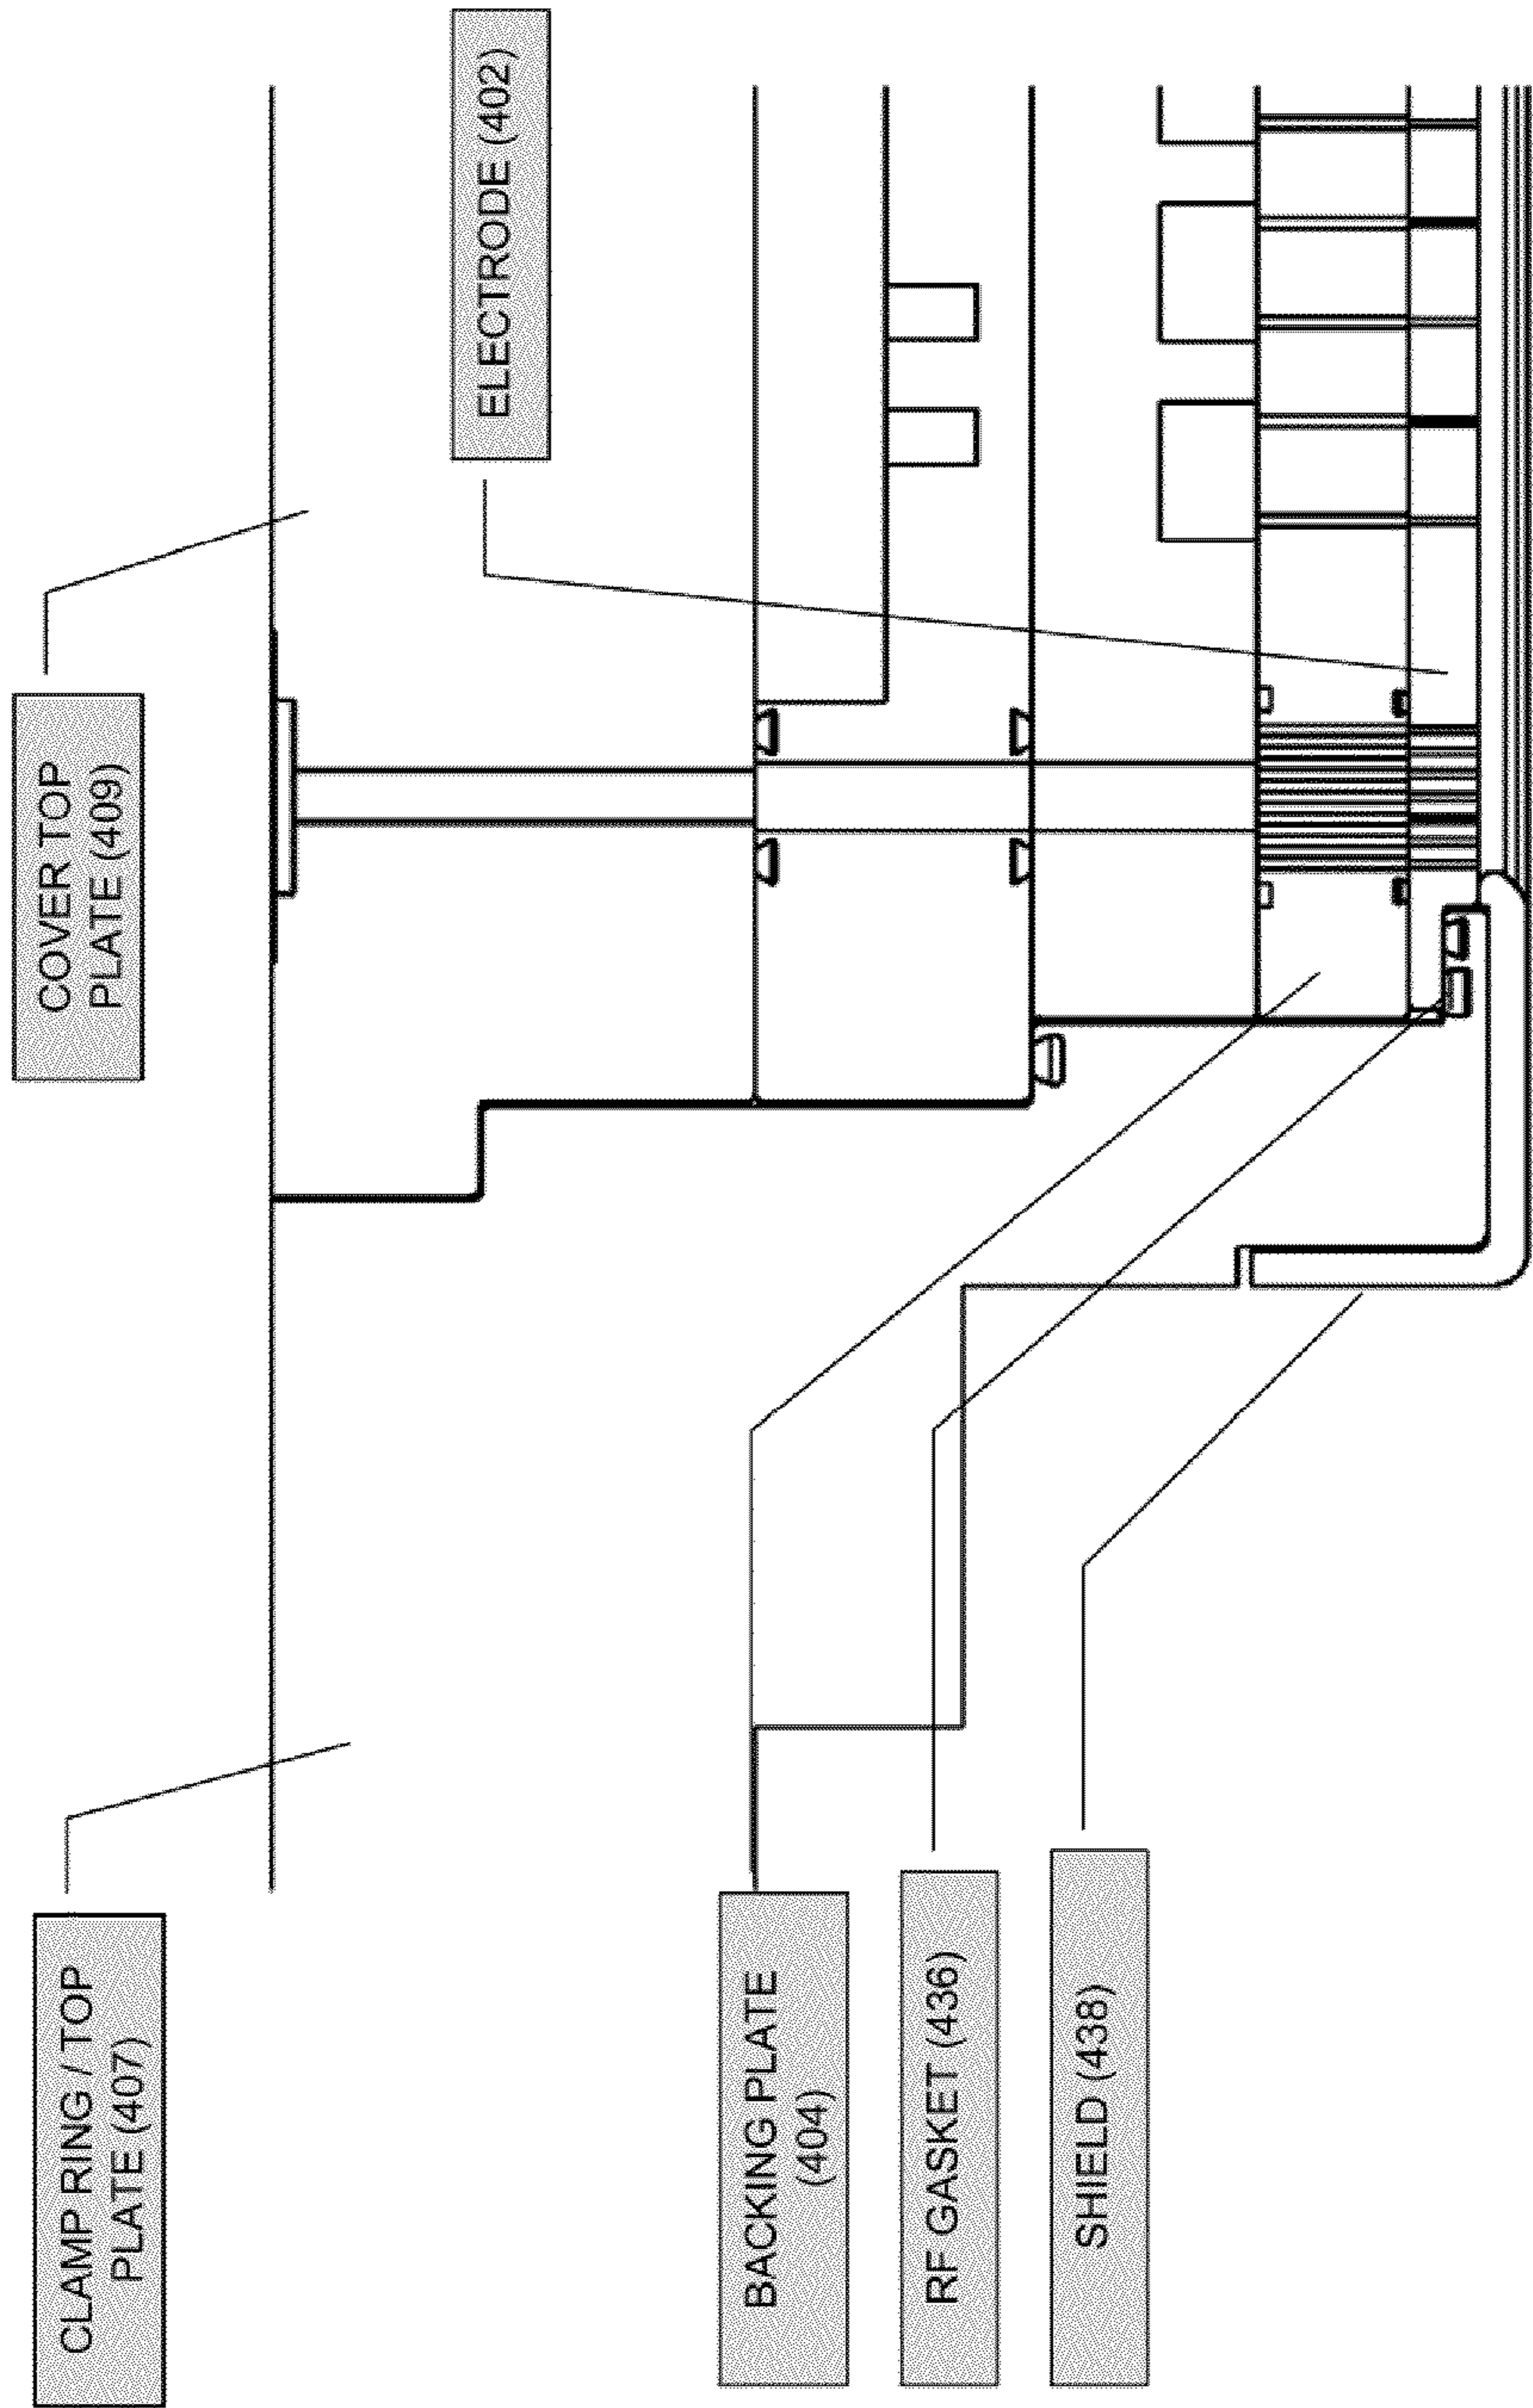 CLAMP RING / TOP
PLATE (407)
COVER TOP
PLATE (409)
ELECTRODE (402)
BACKING PLATE
(404)
RF GASKET (436)
SHIELD (438)